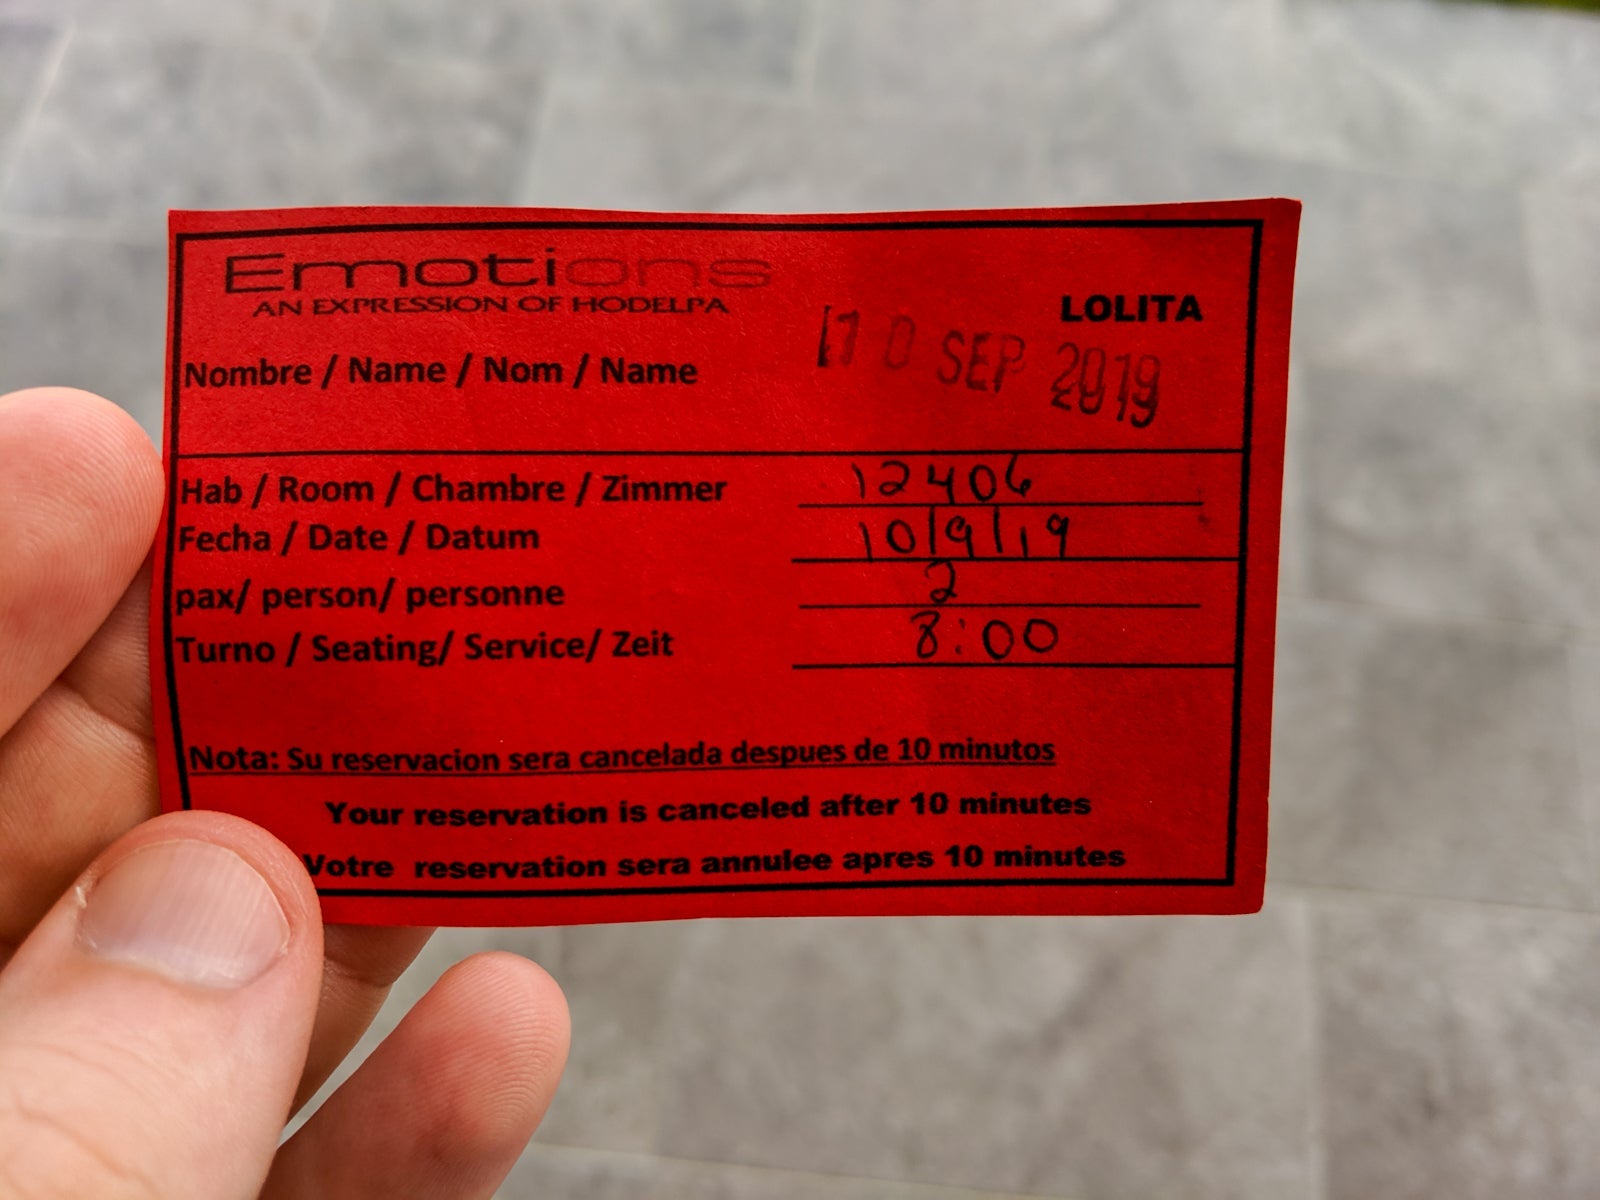 Emotions
AN EXPRESSION OF HODELPA
LOLITA
10 SEP 2019
Nombre / Name / Nom / Name
Hab / Room / Chambre / Zimmer 12406
Fecha / Date / Datum 10/9/19
pax/ person/ personne 2
Turno / Seating/ Service/ Zeit 8:00
Nota: Su reservacion sera cancelada despues de 10 minutos
Your reservation is canceled after 10 minutes
Votre reservation sera annulee apres 10 minutes